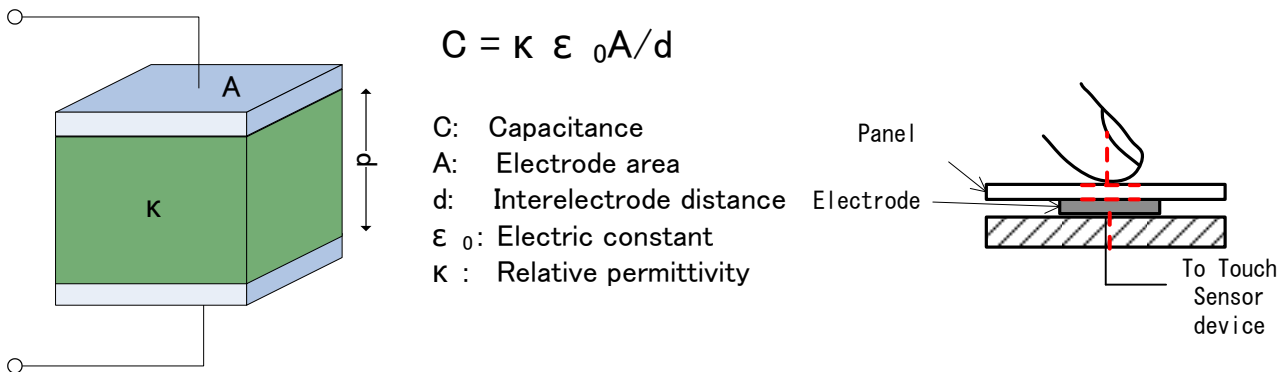 A
d
κ
C = κ ε ₀A/d
C: Capacitance
A: Electrode area
d: Interelectrode distance
ε ₀: Electric constant
κ : Relative permittivity
Panel
Electrode
To Touch
Sensor
device